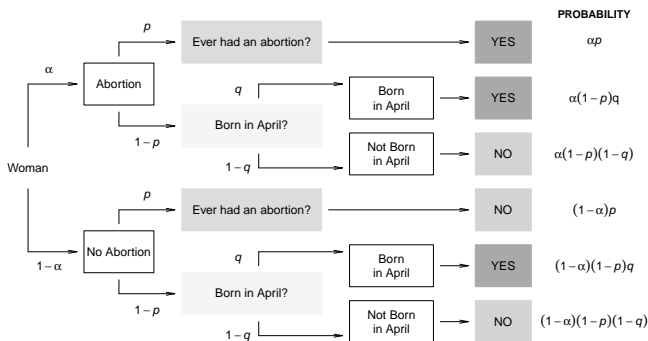 PROBABILITY
p
Ever had an abortion?
YES
αp
α
Abortion
q
Born
in April
YES
α(1−p)q
1−p
Born in April?
1−q
Not Born
in April
NO
α(1−p)(1−q)
Woman
p
Ever had an abortion?
NO
(1−α)p
1−α
No Abortion
q
Born
in April
YES
(1−α)(1−p)q
1−p
Born in April?
1−q
Not Born
in April
NO
(1−α)(1−p)(1−q)